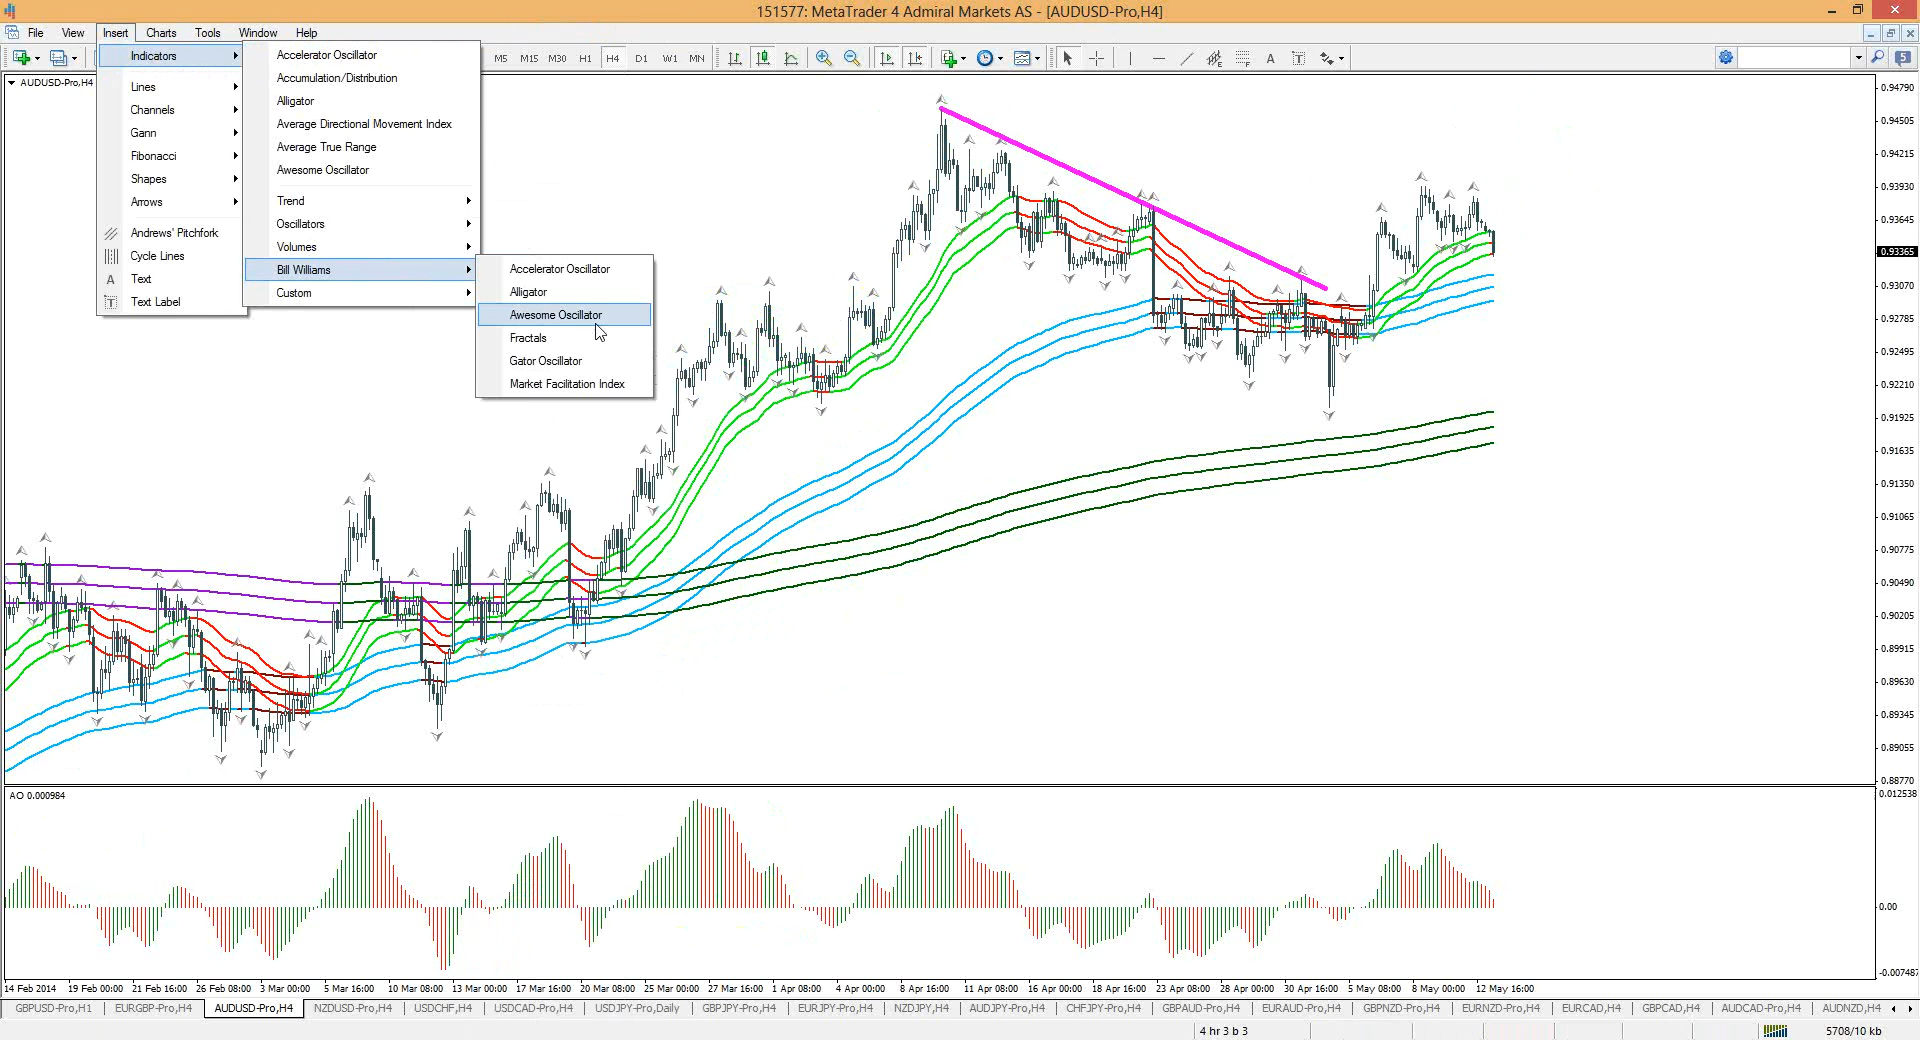 151577: MetaTrader 4 Admiral Markets AS - [AUDUSD-Pro,H4]
File View Insert Charts Tools Window Help
M5 M15 M30 H1 H4 D1 W1 MN A T
5
Indicators
Lines
Channels
Gann
Fibonacci
Shapes
Arrows
Andrews' Pitchfork
Cycle Lines
A Text
T Text Label
Accelerator Oscillator
Accumulation/Distribution
Alligator
Average Directional Movement Index
Average True Range
Awesome Oscillator
Trend
Oscillators
Volumes
Bill Williams
Custom
Accelerator Oscillator
Alligator
Awesome Oscillator
Fractals
Gator Oscillator
Market Facilitation Index
AUDUSD-Pro,H4
0.94790
0.94505
0.94215
0.93930
0.93645
0.93365
0.93070
0.92785
0.92495
0.92210
0.91925
0.91635
0.91350
0.91065
0.90775
0.90490
0.90205
0.89915
0.89630
0.89345
0.89055
0.88770
AO 0.000984
0.012538
0.00
-0.007487
14 Feb 2014 19 Feb 00:00 21 Feb 16:00 26 Feb 08:00 3 Mar 00:00 5 Mar 16:00 10 Mar 08:00 13 Mar 00:00 17 Mar 16:00 20 Mar 08:00 25 Mar 00:00 27 Mar 16:00 1 Apr 08:00 4 Apr 00:00 8 Apr 16:00 11 Apr 08:00 16 Apr 00:00 18 Apr 16:00 23 Apr 08:00 28 Apr 00:00 30 Apr 16:00 5 May 08:00 8 May 00:00 12 May 16:00
GBPUSD-Pro,H1 EURGBP-Pro,H4 AUDUSD-Pro,H4 NZDUSD-Pro,H4 USDCHF,H4 USDCAD-Pro,H4 USDJPY-Pro,Daily GBPJPY-Pro,H4 EURJPY-Pro,H4 NZDJPY,H4 AUDJPY-Pro,H4 CHFJPY-Pro,H4 GBPAUD-Pro,H4 EURAUD-Pro,H4 GBPNZD-Pro,H4 EURNZD-Pro,H4 EURCAD,H4 GBPCAD,H4 AUDCAD-Pro,H4 AUDNZD,H4
4 hr 3 b 3
5708/10 kb